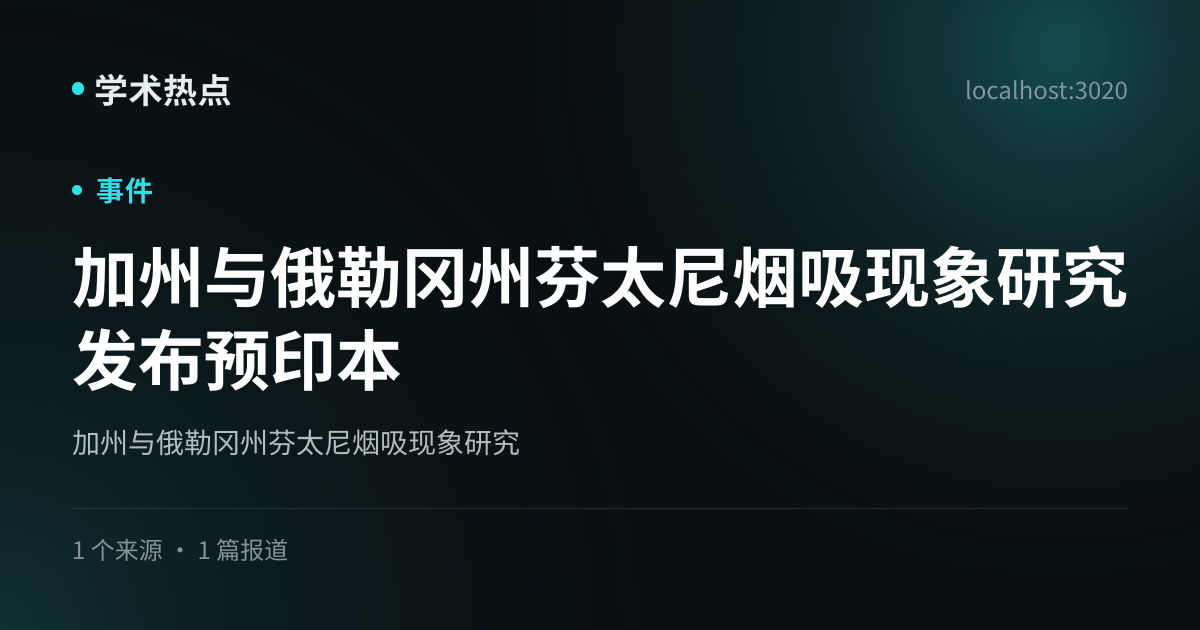 学术热点
localhost:3020
事件
加州与俄勒冈州芬太尼烟吸现象研究
发布预印本
加州与俄勒冈州芬太尼烟吸现象研究
1 个来源 · 1 篇报道